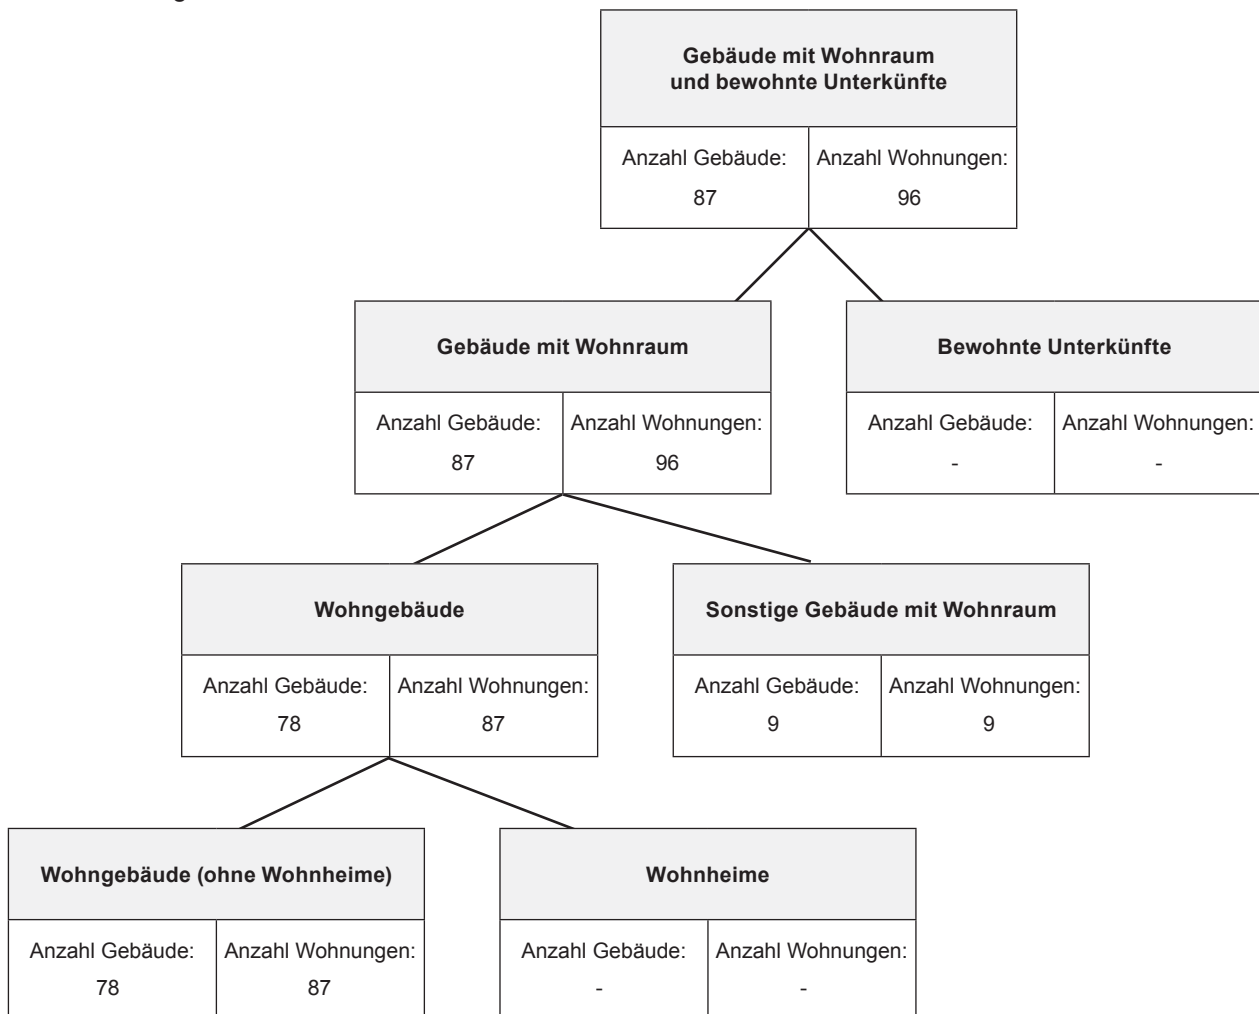 Gebäude mit Wohnraum
und bewohnte Unterkünfte
Anzahl Gebäude: Anzahl Wohnungen:
87 96
Gebäude mit Wohnraum
Bewohnte Unterkünfte
Anzahl Gebäude: Anzahl Wohnungen:
87 96
Anzahl Gebäude: Anzahl Wohnungen:
- -
Wohngebäude
Sonstige Gebäude mit Wohnraum
Anzahl Gebäude: Anzahl Wohnungen:
78 87
Anzahl Gebäude: Anzahl Wohnungen:
9 9
Wohngebäude (ohne Wohnheime)
Wohnheime
Anzahl Gebäude: Anzahl Wohnungen:
78 87
Anzahl Gebäude: Anzahl Wohnungen:
- -